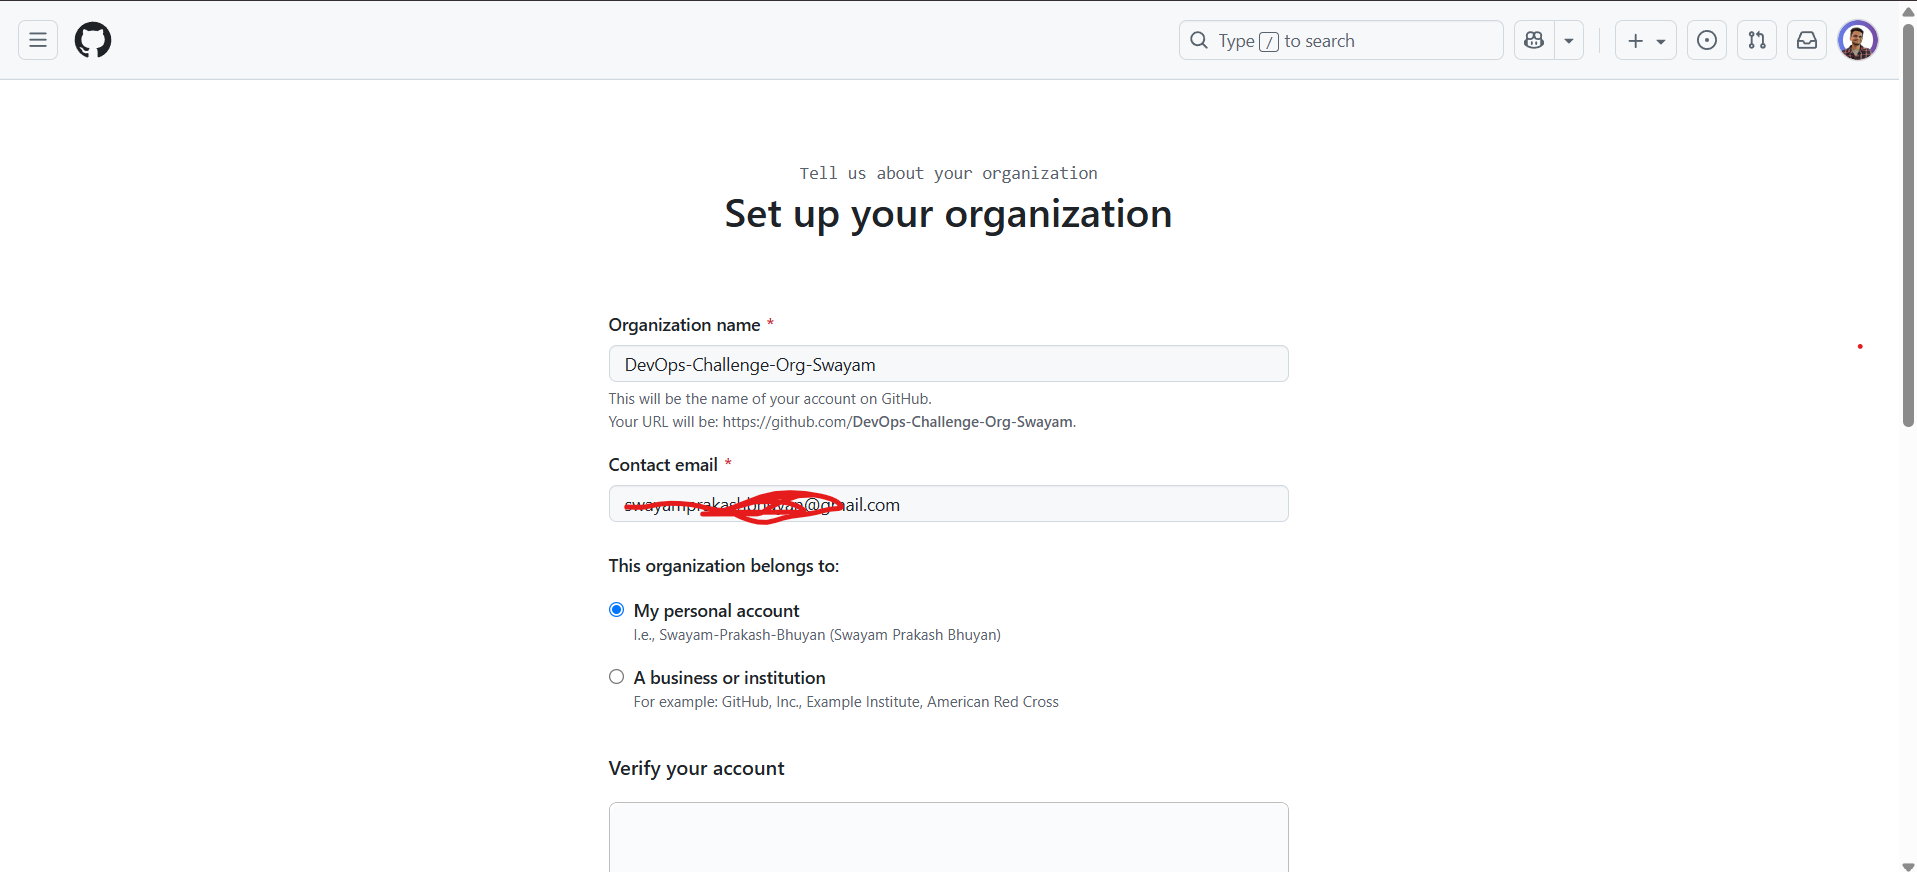 Type / to search
Tell us about your organization
Set up your organization
Organization name *
DevOps-Challenge-Org-Swayam
This will be the name of your account on GitHub.
Your URL will be: https://github.com/DevOps-Challenge-Org-Swayam.
Contact email *
@gmail.com
This organization belongs to:
My personal account
I.e., Swayam-Prakash-Bhuyan (Swayam Prakash Bhuyan)
A business or institution
For example: GitHub, Inc., Example Institute, American Red Cross
Verify your account